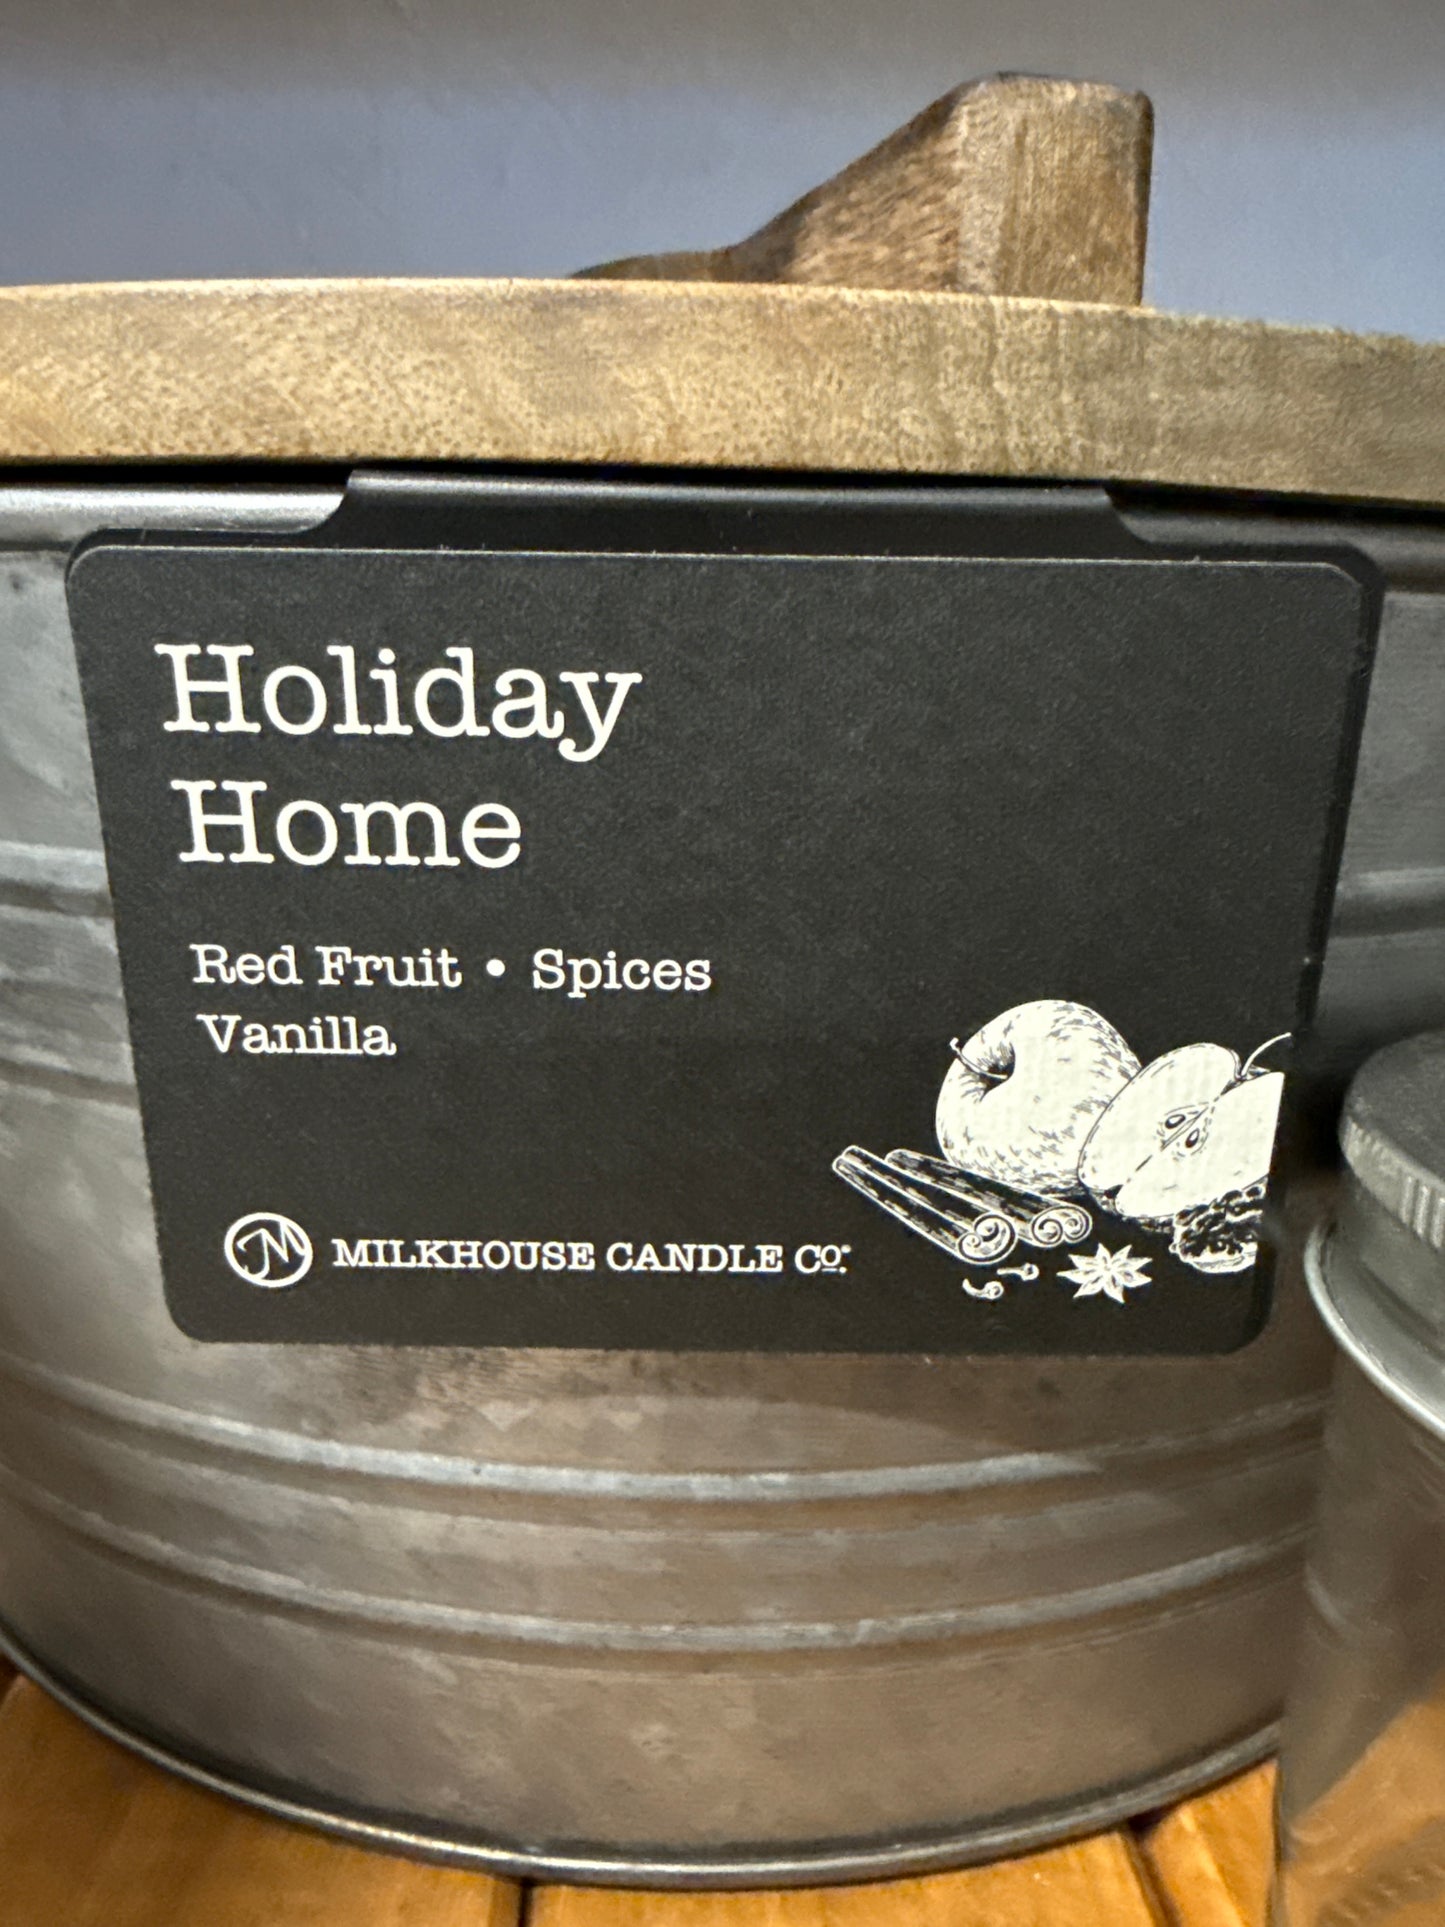 Holiday
Home
Red Fruit • Spices
Vanilla
M MILKHOUSE CANDLE Co.